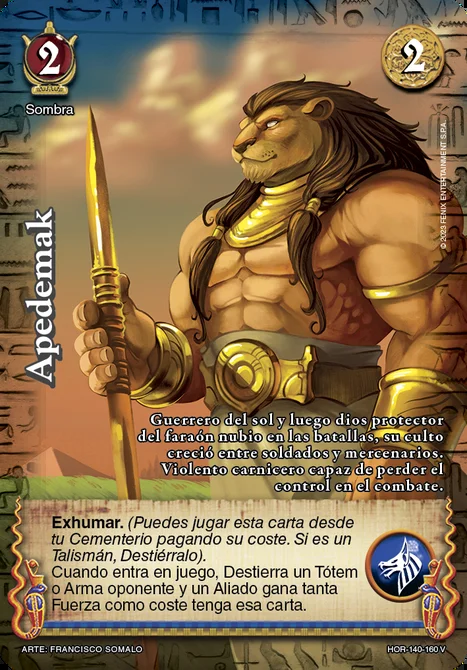 2
2
Sombra
© 2023 FENIX ENTERTAINMENT S.P.A.
Apedemak
Guerrero del sol y luego dios protector
del faraón nubio en las batallas, su culto
creció entre soldados y mercenarios.
Violento carnicero capaz de perder el
control en el combate.
Exhumar. (Puedes jugar esta carta desde
tu Cementerio pagando su coste. Si es un
Talismán, Destiérralo).
Cuando entra en juego, Destierra un Tótem
o Arma oponente y un Aliado gana tanta
Fuerza como coste tenga esa carta.
ARTE: FRANCISCO SOMALO
HOR-140-160 V